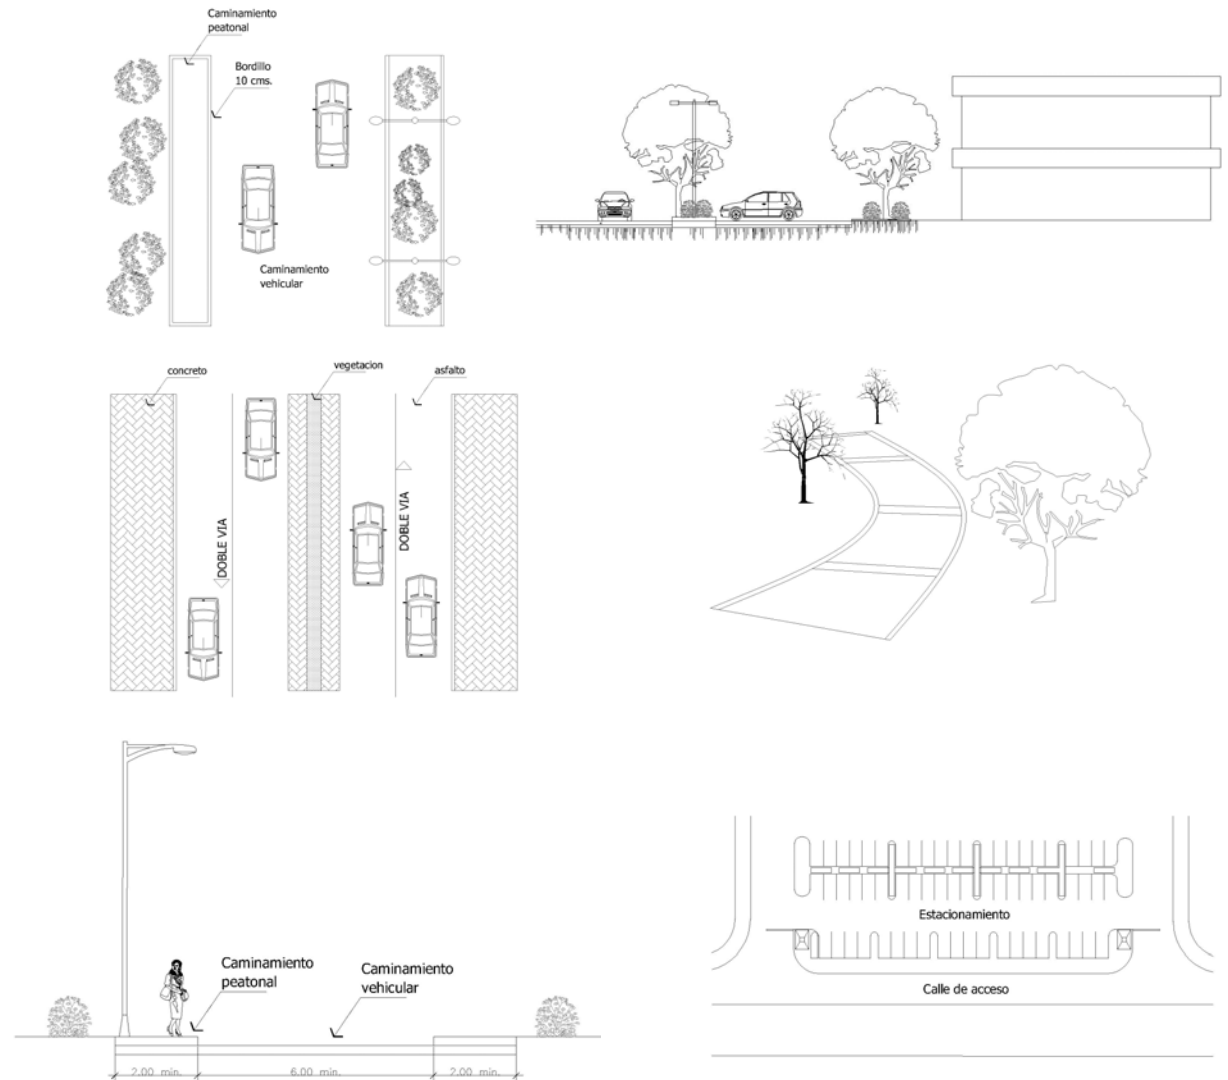 Caminamiento
peatonal
Bordillo
10 cms.
Caminamiento
vehicular
concreto
vegetacion
asfalto
DOBLE VIA
DOBLE VIA
Caminamiento
peatonal
Caminamiento
vehicular
2.00 min.
6.00 min.
2.00 min.
Estacionamiento
Calle de acceso